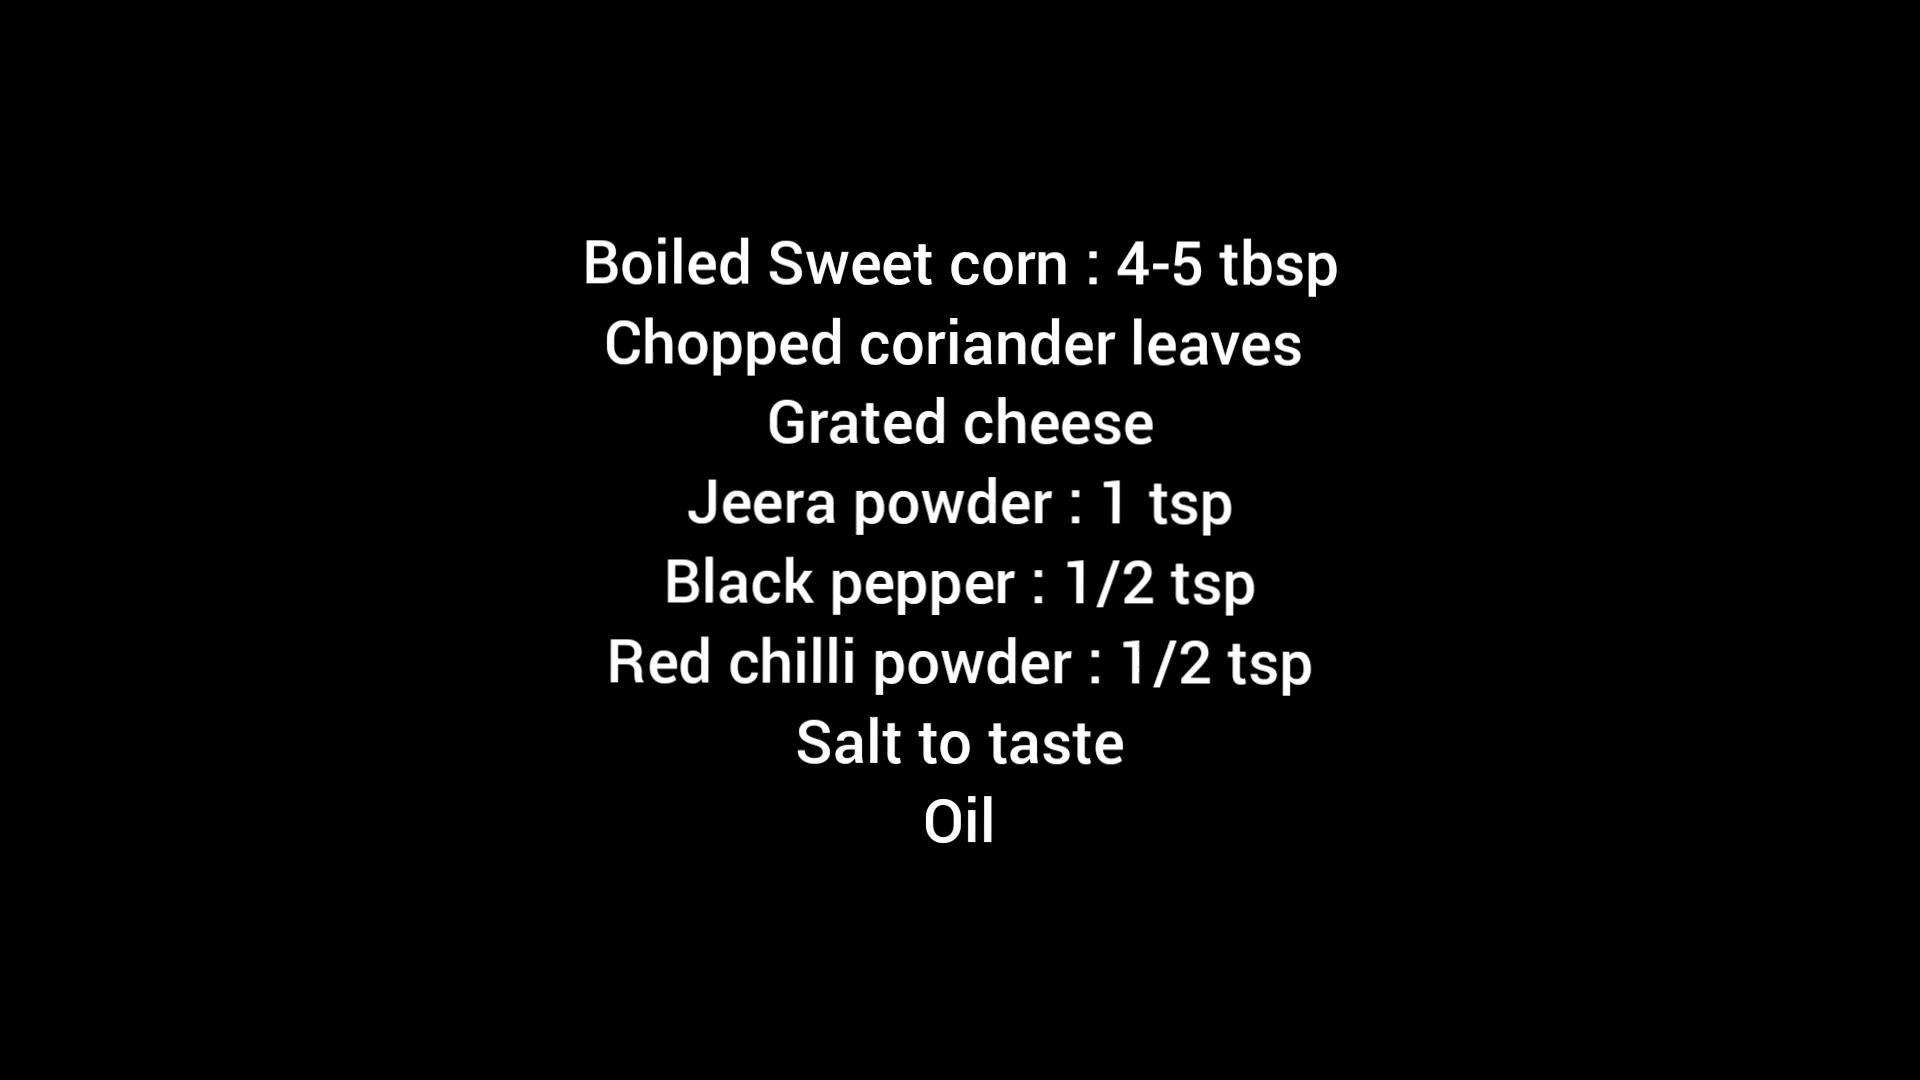 Boiled Sweet corn : 4-5 tbsp
Chopped coriander leaves
Grated cheese
Jeera powder : 1 tsp
Black pepper : 1/2 tsp
Red chilli powder : 1/2 tsp
Salt to taste
Oil